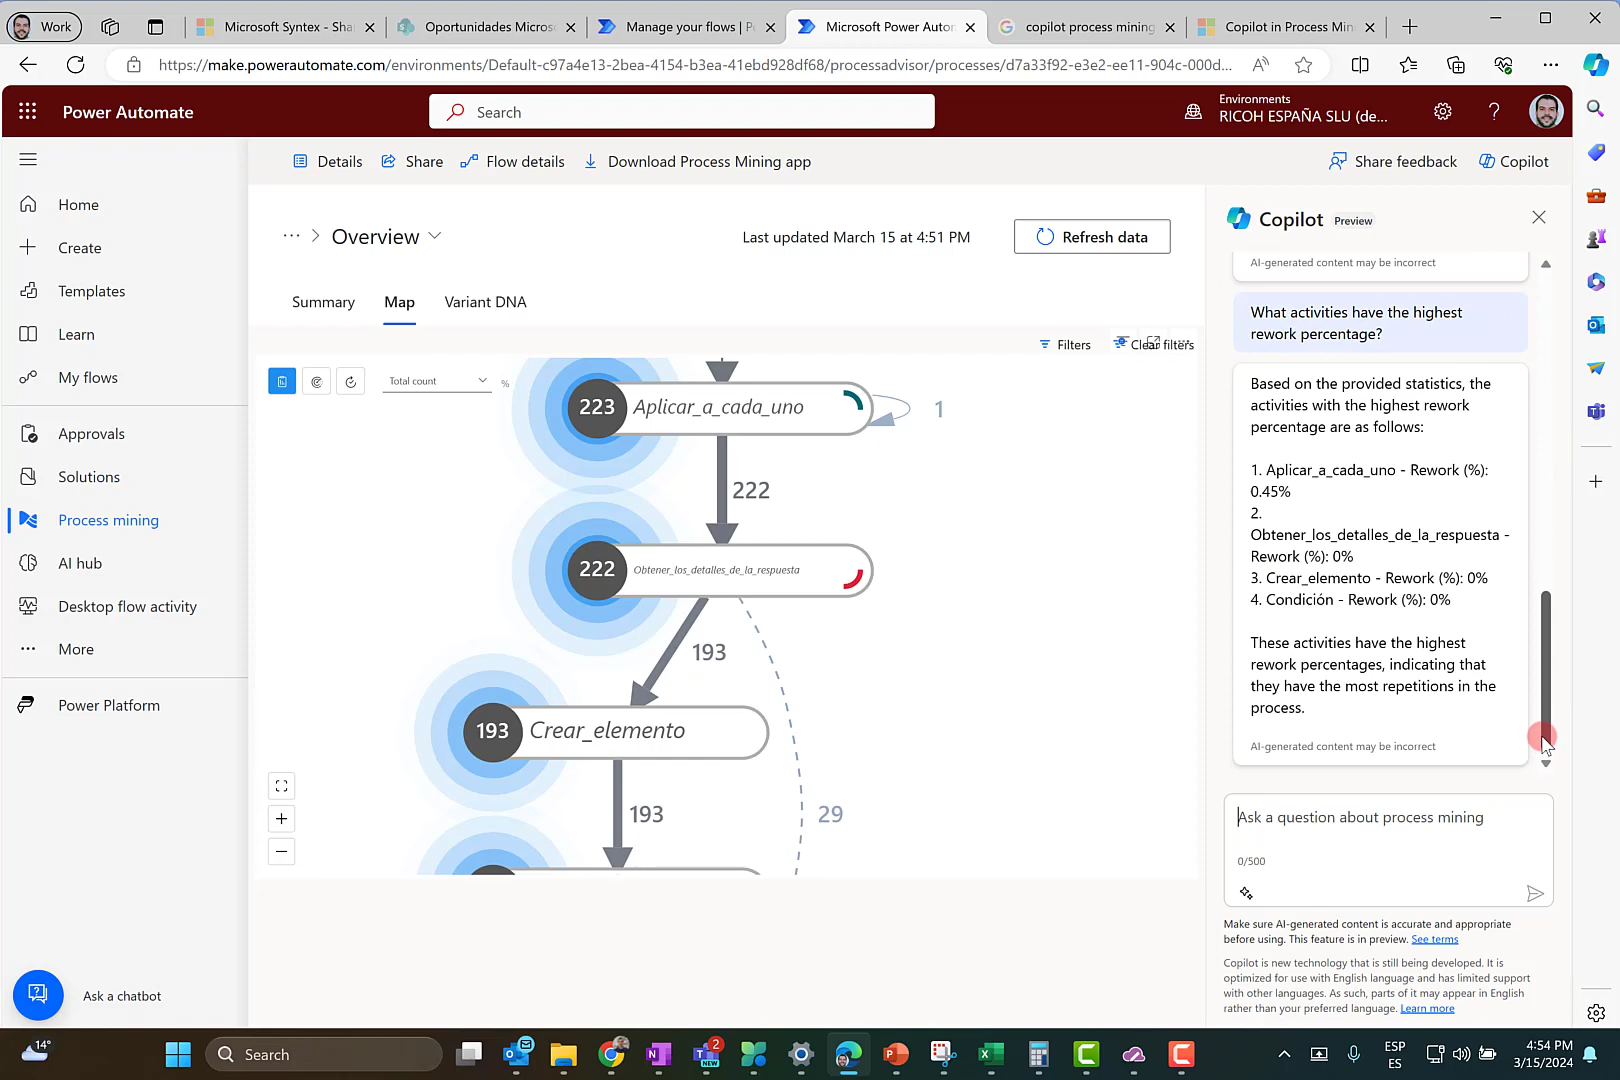 Work
Microsoft Syntex - Sha
Oportunidades Micros
Manage your flows | P
Microsoft Power Autom
copilot process mining
Copilot in Process Min
https://make.powerautomate.com/environments/Default-c97a4e13-2bea-4154-b3ea-41ebd928df68/processadvisor/processes/d7a33f92-e3e2-ee11-904c-000d...
Power Automate
Search
Environments
RICOH ESPAÑA SLU (de...
Details
Share
Flow details
Download Process Mining app
Share feedback
Copilot
Home
Create
Templates
Learn
My flows
Approvals
Solutions
Process mining
AI hub
Desktop flow activity
More
Power Platform
Ask a chatbot
Overview
Last updated March 15 at 4:51 PM
Refresh data
Summary
Map
Variant DNA
Filters
Clear filters
Total count
%
223
Aplicar_a_cada_uno
1
222
222
Obtener_los_detalles_de_la_respuesta
193
193
Crear_elemento
193
29
Copilot Preview
AI-generated content may be incorrect
What activities have the highest
rework percentage?
Based on the provided statistics, the
activities with the highest rework
percentage are as follows:
1. Aplicar_a_cada_uno - Rework (%):
0.45%
2.
Obtener_los_detalles_de_la_respuesta -
Rework (%): 0%
3. Crear_elemento - Rework (%): 0%
4. Condición - Rework (%): 0%
These activities have the highest
rework percentages, indicating that
they have the most repetitions in the
process.
AI-generated content may be incorrect
Ask a question about process mining
0/500
Make sure AI-generated content is accurate and appropriate
before using. This feature is in preview. See terms
Copilot is new technology that is still being developed. It is
optimized for use with English language and has limited support
with other languages. As such, parts of it may appear in English
rather than your preferred language. Learn more
14°
Search
2
NEW
ESP
ES
4:54 PM
3/15/2024